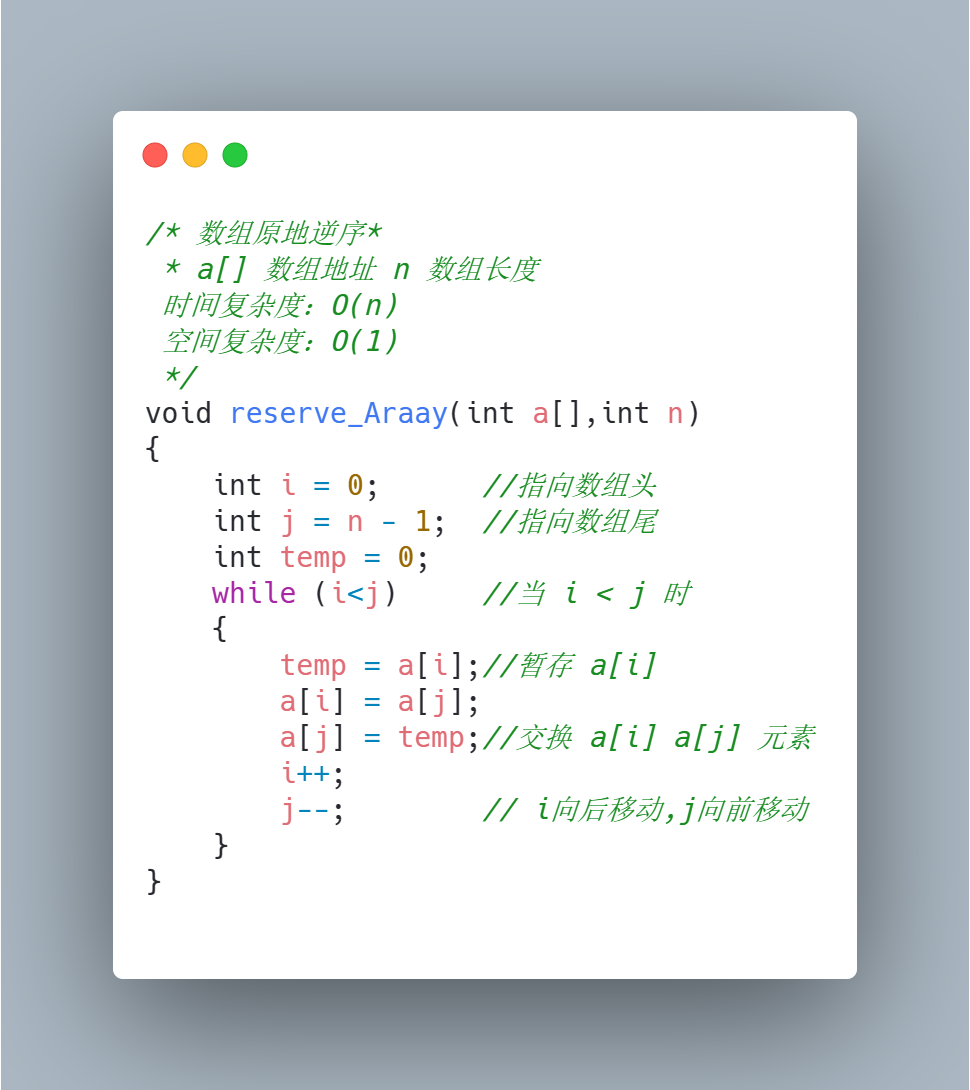 /* 数组原地逆序*
 * a[] 数组地址 n 数组长度
 时间复杂度：O(n)
 空间复杂度：O(1)
 */
void reserve_Araay(int a[],int n)
{
    int i = 0;      //指向数组头
    int j = n - 1;  //指向数组尾
    int temp = 0;
    while (i<j)     //当 i < j 时
    {
        temp = a[i];//暂存 a[i]
        a[i] = a[j];
        a[j] = temp;//交换 a[i] a[j] 元素
        i++;
        j--;        // i向后移动,j向前移动
    }
}